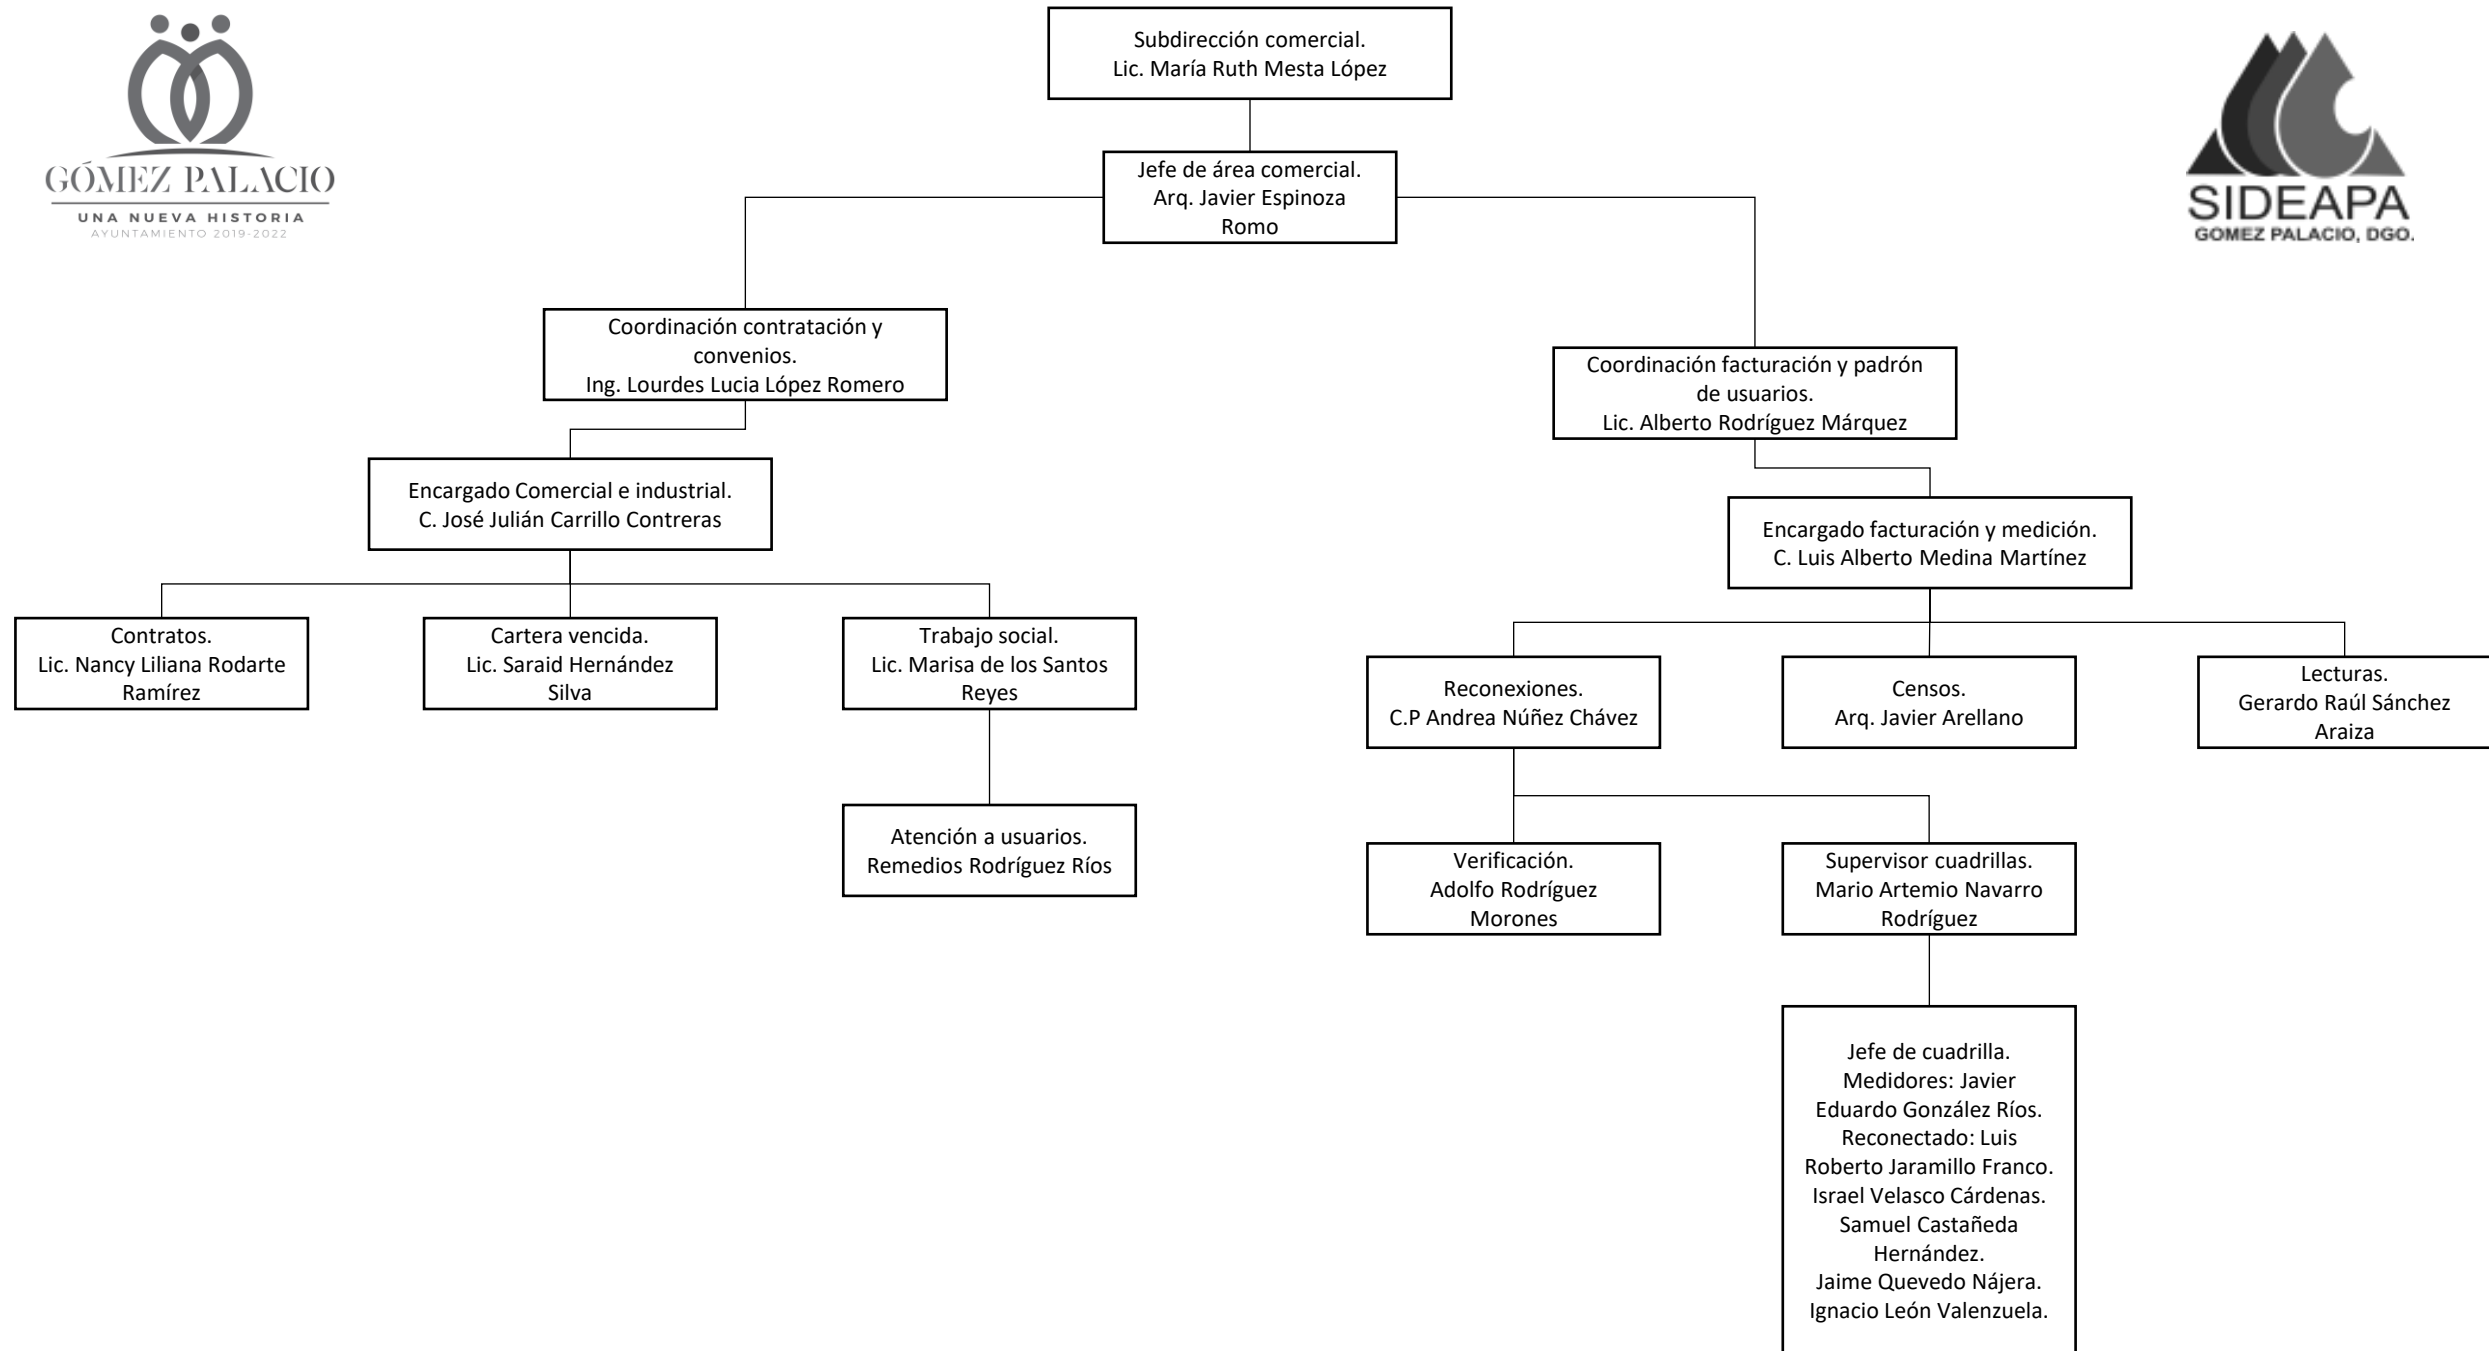 GÓMEZ PALACIO
UNA NUEVA HISTORIA
AYUNTAMIENTO 2019-2022
SIDEAPA
GOMEZ PALACIO, DGO.
Subdirección comercial.
Lic. María Ruth Mesta López
Jefe de área comercial.
Arq. Javier Espinoza
Romo
Coordinación contratación y
convenios.
Ing. Lourdes Lucia López Romero
Coordinación facturación y padrón
de usuarios.
Lic. Alberto Rodríguez Márquez
Encargado Comercial e industrial.
C. José Julián Carrillo Contreras
Encargado facturación y medición.
C. Luis Alberto Medina Martínez
Contratos.
Lic. Nancy Liliana Rodarte
Ramírez
Cartera vencida.
Lic. Saraid Hernández
Silva
Trabajo social.
Lic. Marisa de los Santos
Reyes
Reconexiones.
C.P Andrea Núñez Chávez
Censos.
Arq. Javier Arellano
Lecturas.
Gerardo Raúl Sánchez
Araiza
Atención a usuarios.
Remedios Rodríguez Ríos
Verificación.
Adolfo Rodríguez
Morones
Supervisor cuadrillas.
Mario Artemio Navarro
Rodríguez
Jefe de cuadrilla.
Medidores: Javier
Eduardo González Ríos.
Reconectado: Luis
Roberto Jaramillo Franco.
Israel Velasco Cárdenas.
Samuel Castañeda
Hernández.
Jaime Quevedo Nájera.
Ignacio León Valenzuela.